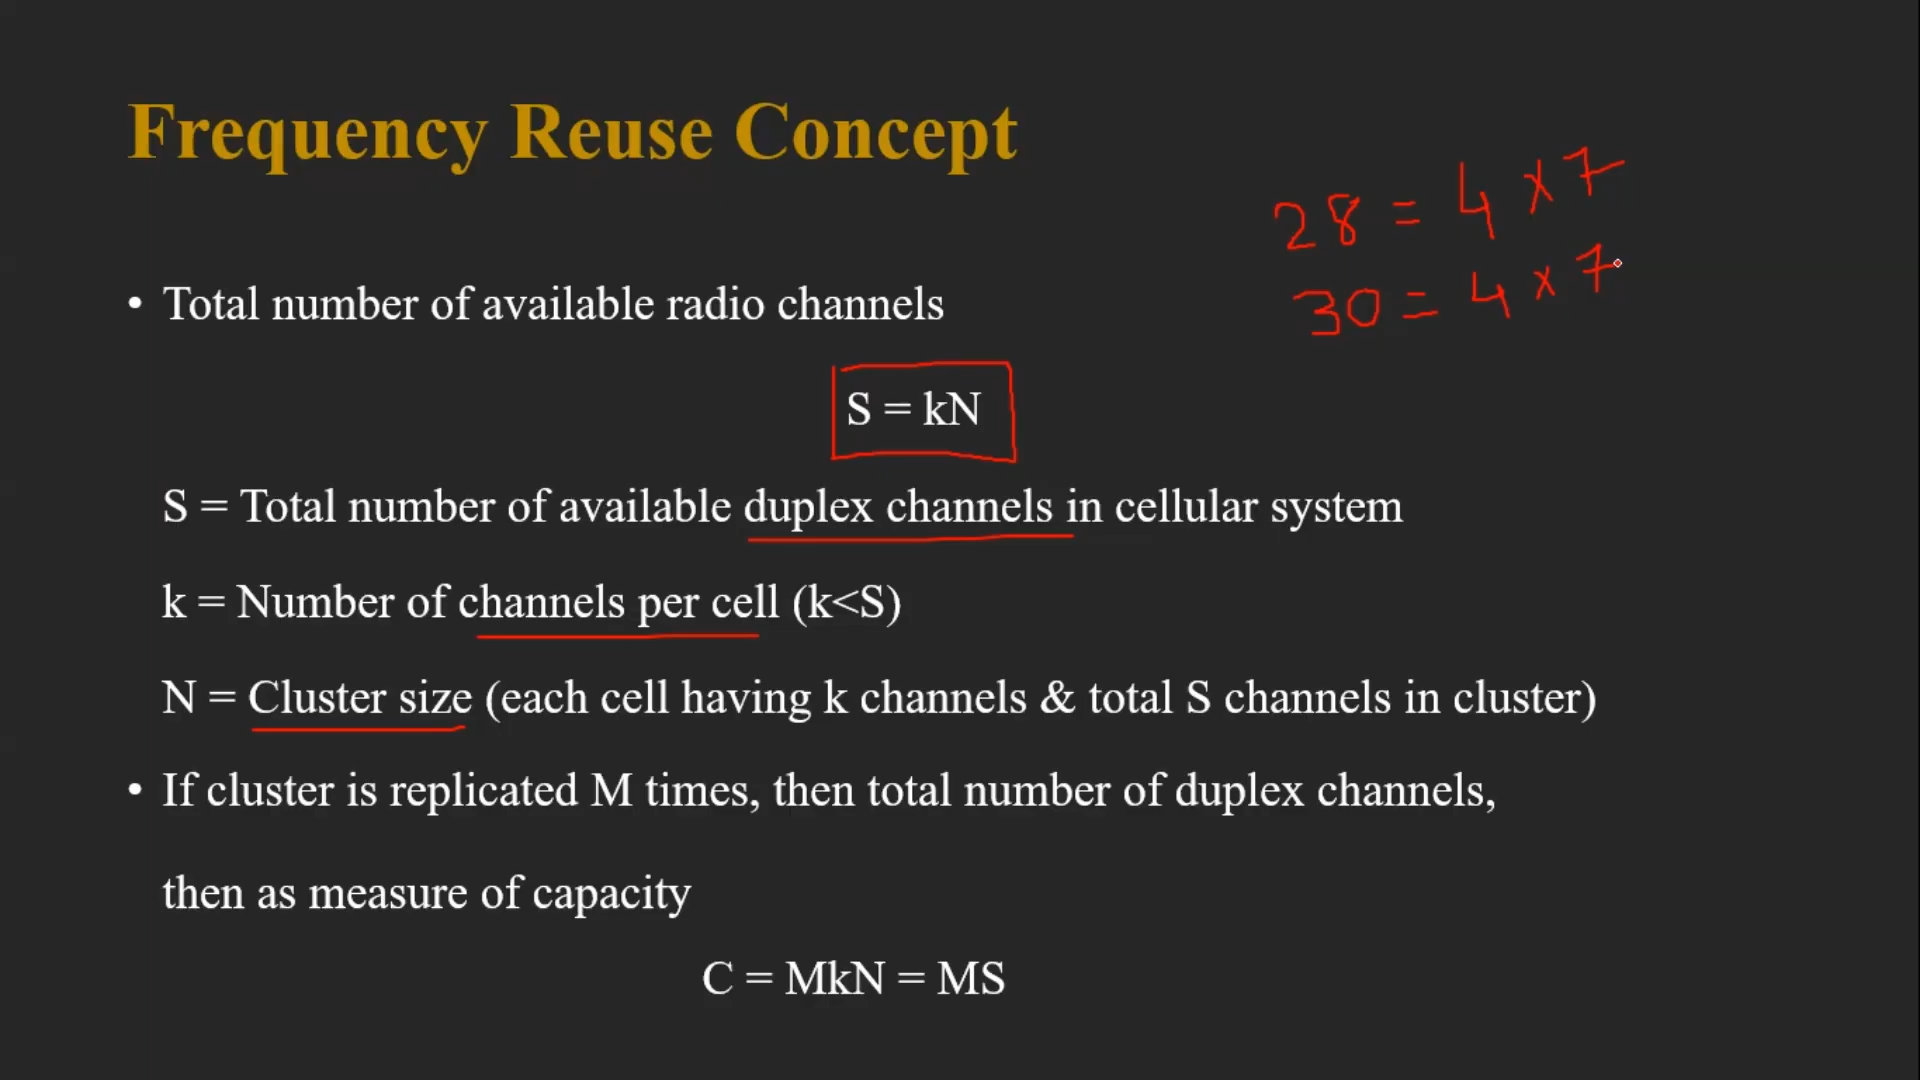 Frequency Reuse Concept
28 = 4 x 7
30 = 4 x 7
• Total number of available radio channels
S = kN
S = Total number of available duplex channels in cellular system
k = Number of channels per cell (k<S)
N = Cluster size (each cell having k channels & total S channels in cluster)
• If cluster is replicated M times, then total number of duplex channels,
then as measure of capacity
C = MkN = MS